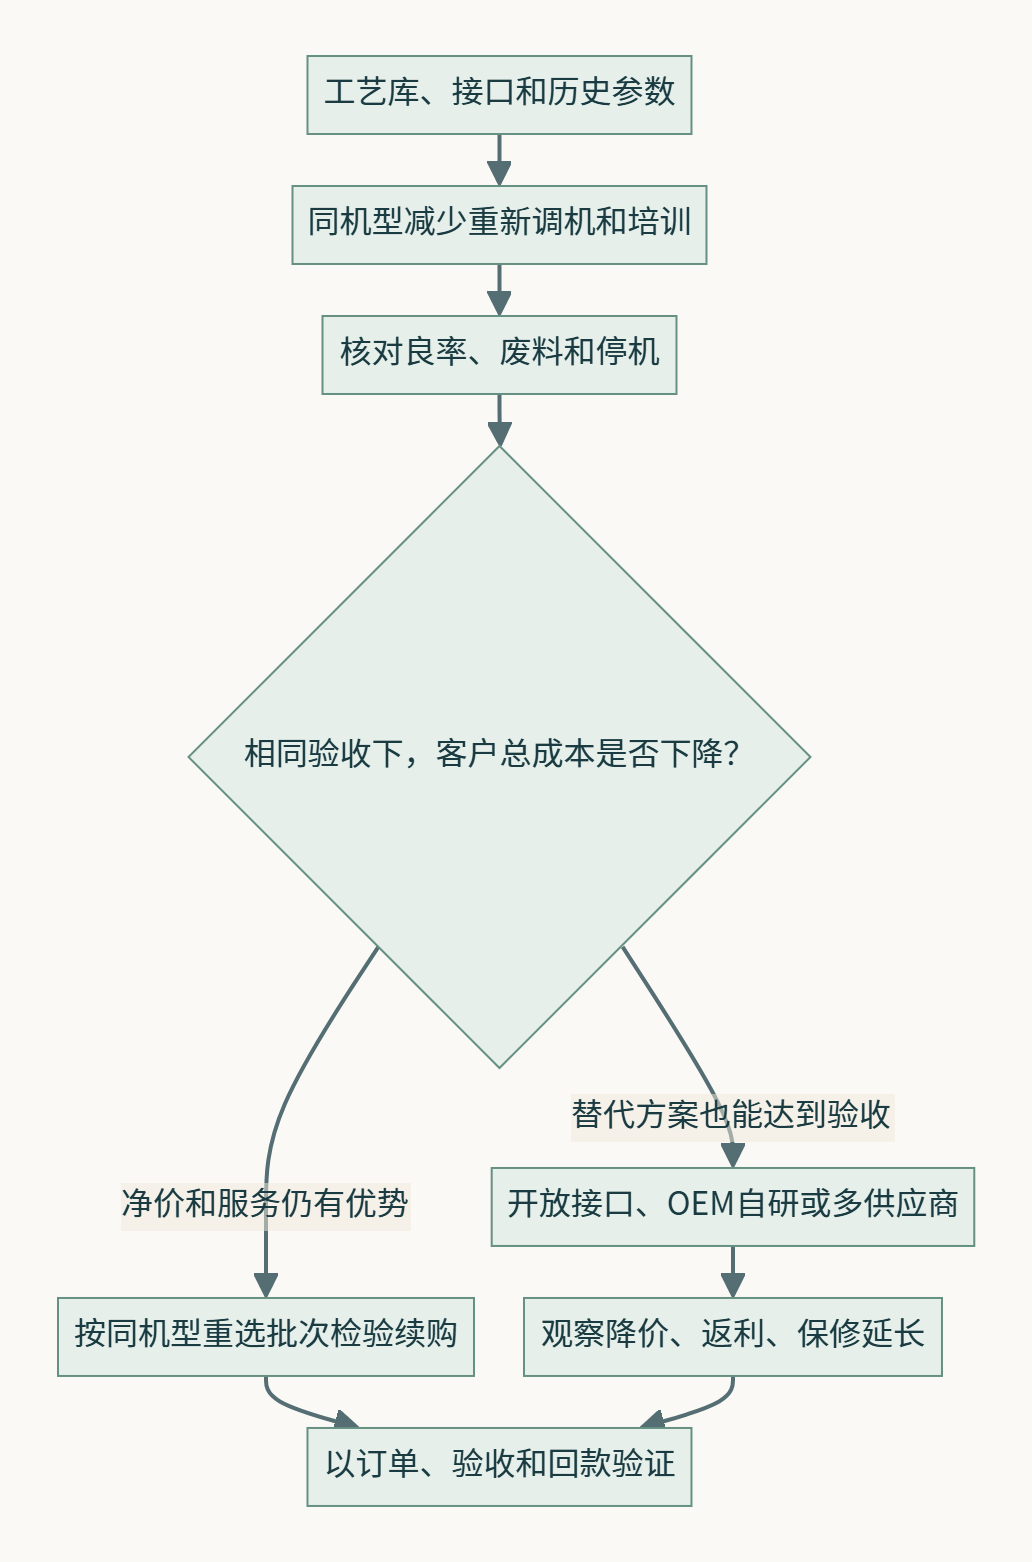 工艺库、接口和历史参数
同机型减少重新调机和培训
核对良率、废料和停机
相同验收下，客户总成本是否下降？
替代方案也能达到验收
净价和服务仍有优势
开放接口、OEM自研或多供应商
按同机型重选批次检验续购
观察降价、返利、保修延长
以订单、验收和回款验证